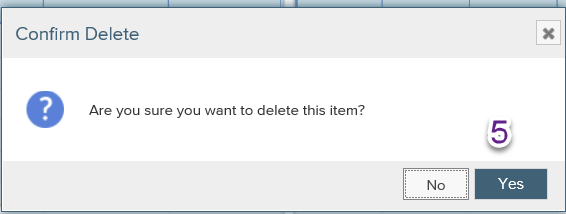 Confirm Delete
Are you sure you want to delete this item?
5
No
Yes